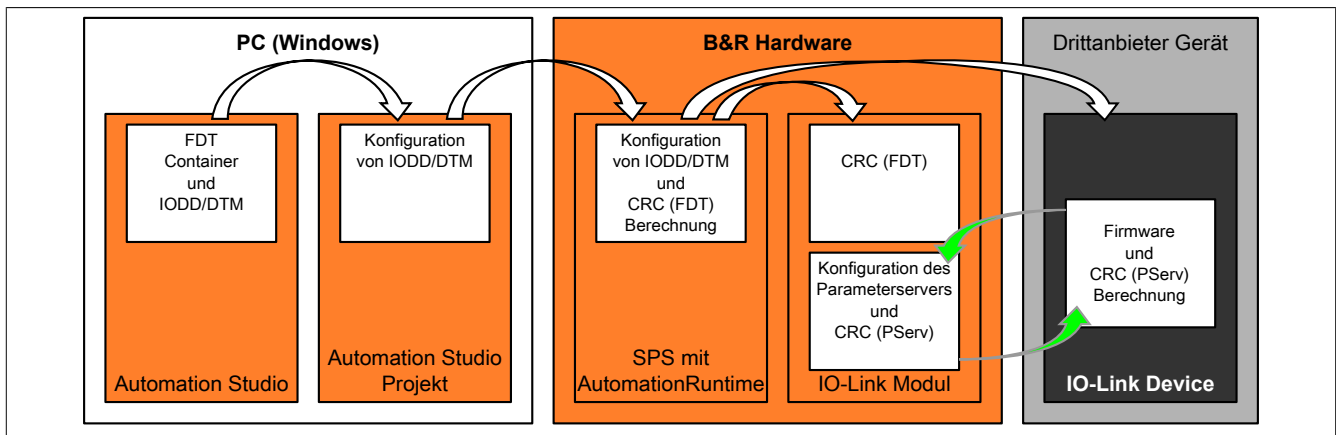 PC (Windows)
B&R Hardware
Drittanbieter Gerät
FDT
Container
und
IODD/DTM
Automation Studio
Konfiguration
von IODD/DTM
Automation Studio
Projekt
Konfiguration
von IODD/DTM
und
CRC (FDT)
Berechnung
SPS mit
AutomationRuntime
CRC (FDT)
Konfiguration des
Parameterservers
und
CRC (PServ)
IO-Link Modul
Firmware
und
CRC (PServ)
Berechnung
IO-Link Device